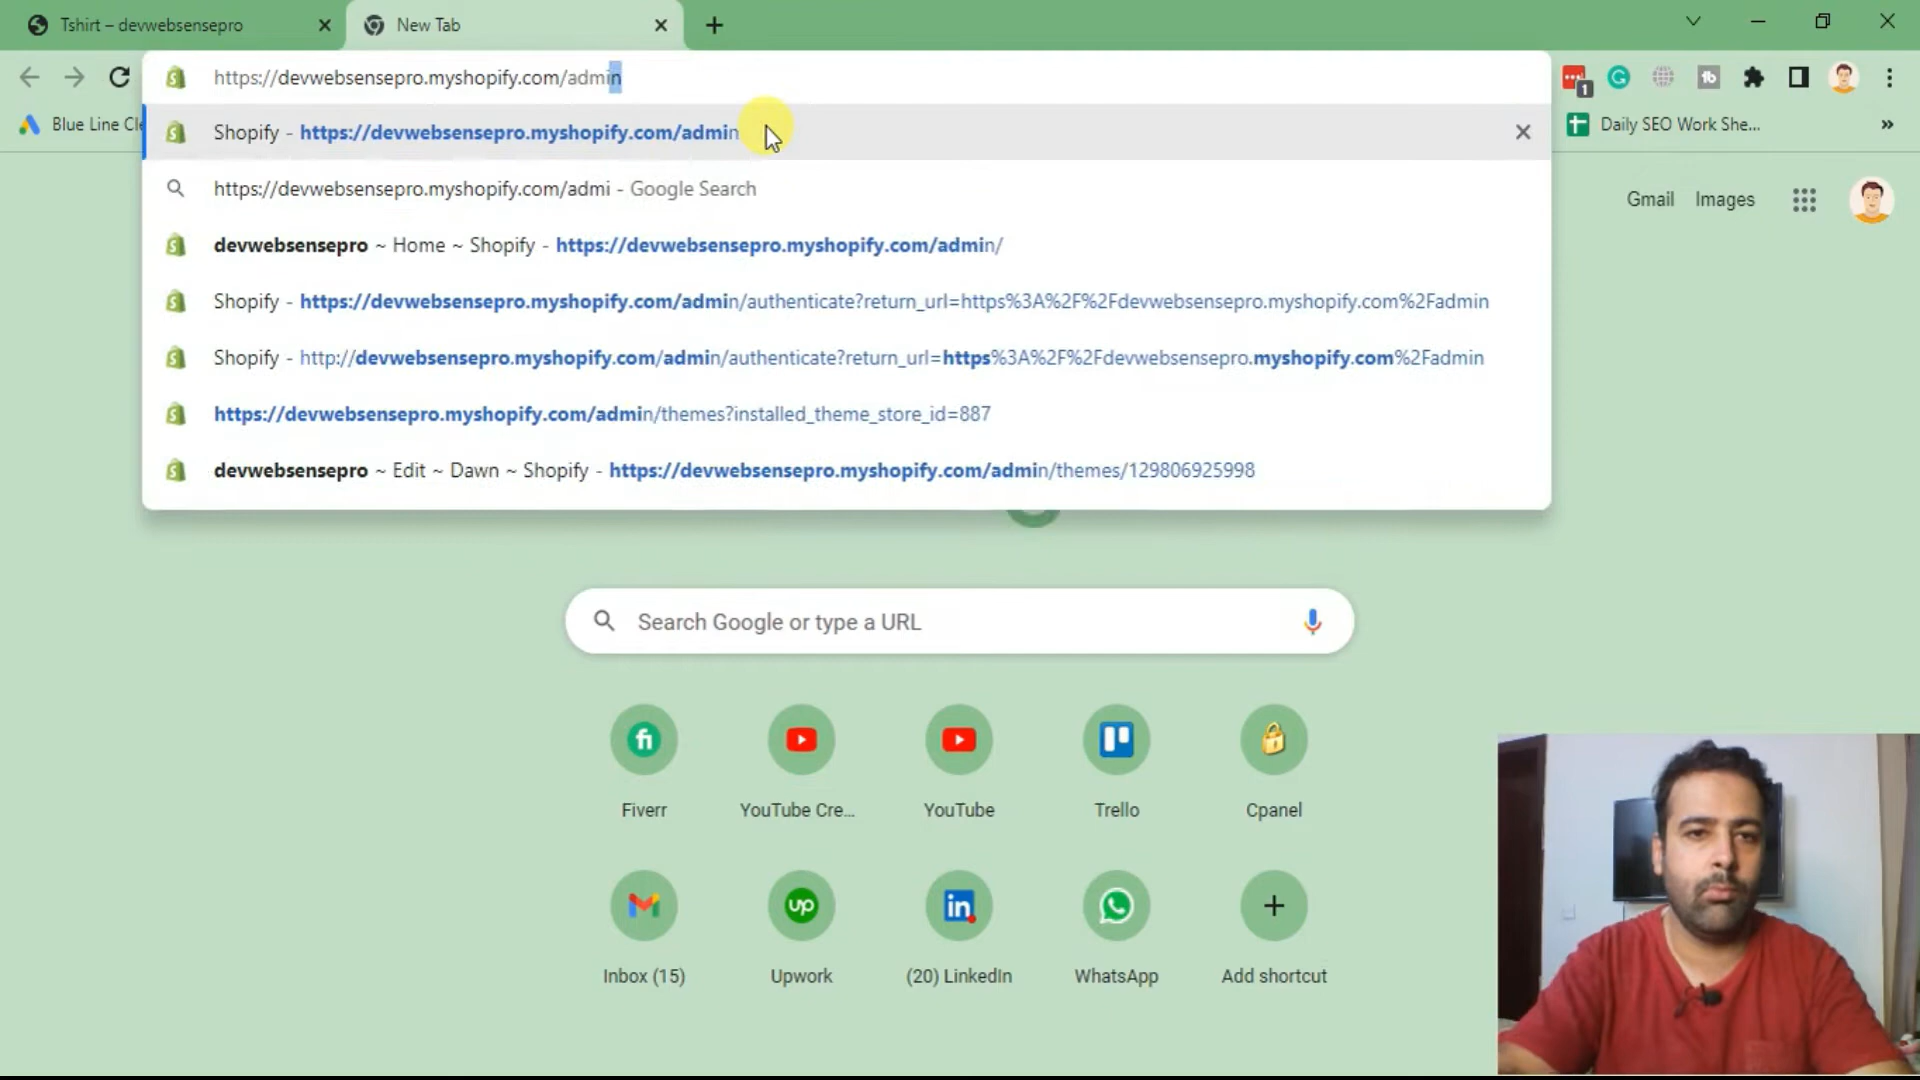 Tshirt – devwebsensepro
New Tab
https://devwebsensepro.myshopify.com/admin
1
Blue Line Cle
Daily SEO Work She...
»
Shopify - https://devwebsensepro.myshopify.com/admin
https://devwebsensepro.myshopify.com/admi - Google Search
devwebsensepro ~ Home ~ Shopify - https://devwebsensepro.myshopify.com/admin/
Shopify - https://devwebsensepro.myshopify.com/admin/authenticate?return_url=https%3A%2F%2Fdevwebsensepro.myshopify.com%2Fadmin
Shopify - http://devwebsensepro.myshopify.com/admin/authenticate?return_url=https%3A%2F%2Fdevwebsensepro.myshopify.com%2Fadmin
https://devwebsensepro.myshopify.com/admin/themes?installed_theme_store_id=887
devwebsensepro ~ Edit ~ Dawn ~ Shopify - https://devwebsensepro.myshopify.com/admin/themes/129806925998
Gmail Images
Search Google or type a URL
Fiverr
YouTube Cre...
YouTube
Trello
Cpanel
Inbox (15)
Upwork
(20) LinkedIn
WhatsApp
Add shortcut